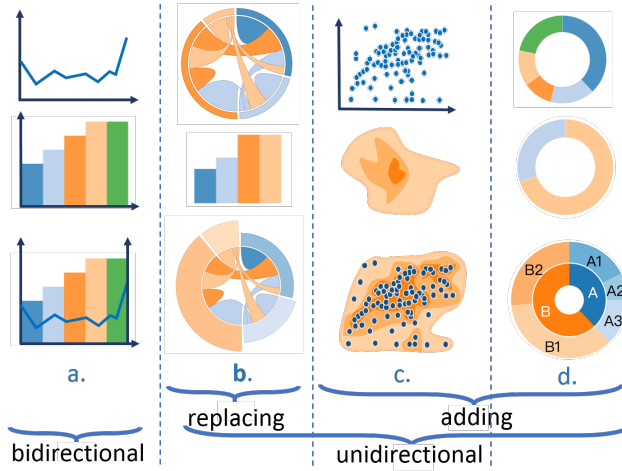 A1
B2
A
A2
B
A3
B1
a.
b.
c.
d.
replacing
adding
bidirectional
unidirectional